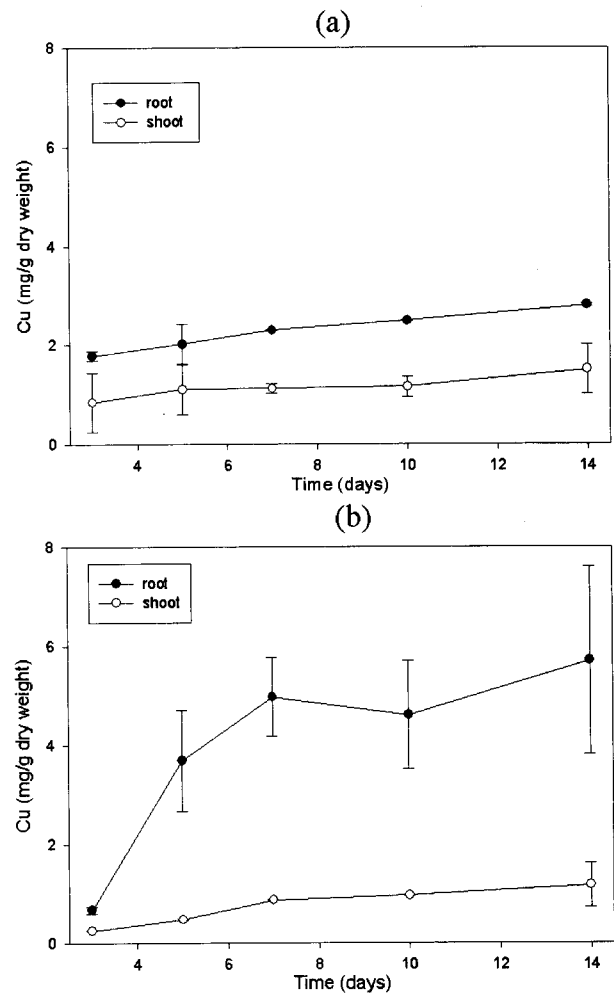 (a)
8
6
4
2
0
Cu (mg/g dry weight)
root
shoot
4 6 8 10 12 14
Time (days)
(b)
8
6
4
2
0
Cu (mg/g dry weight)
root
shoot
4 6 8 10 12 14
Time (days)